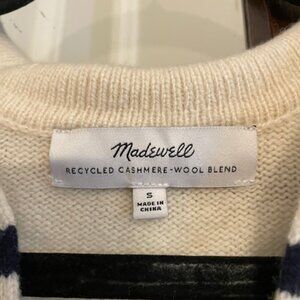 Madewell
RECYCLED CASHMERE-WOOL BLEND
S
MADE IN
CHINA